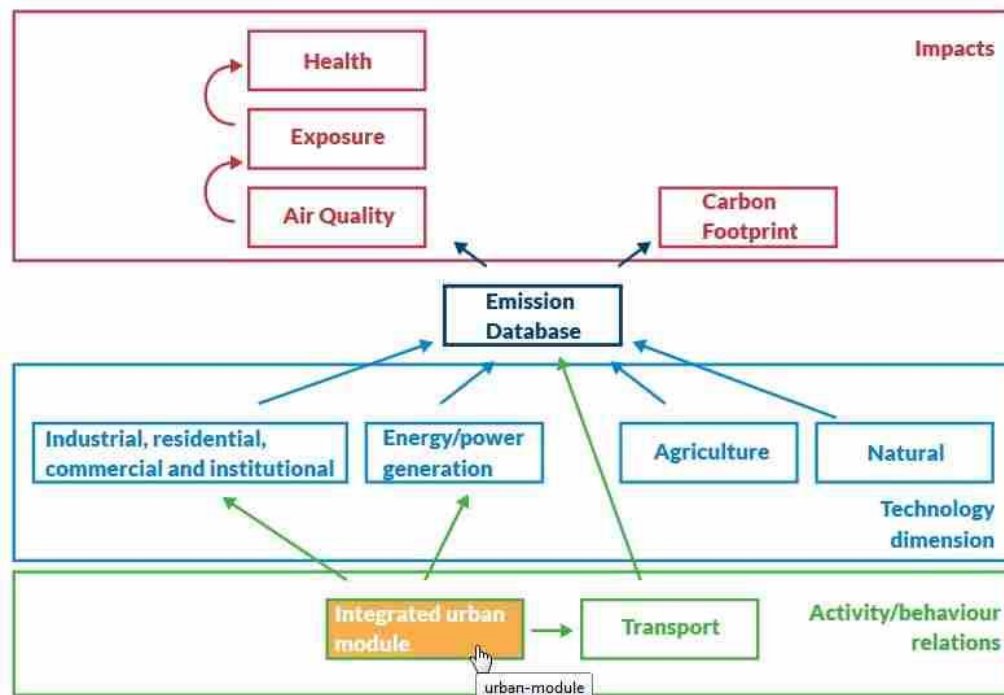 Health
Impacts
Exposure
Air Quality
Carbon
Footprint
Emission
Database
Industrial, residential,
commercial and institutional
Energy/power
generation
Agriculture
Natural
Technology
dimension
Integrated urban
module
Transport
Activity/behaviour
relations
urban-module